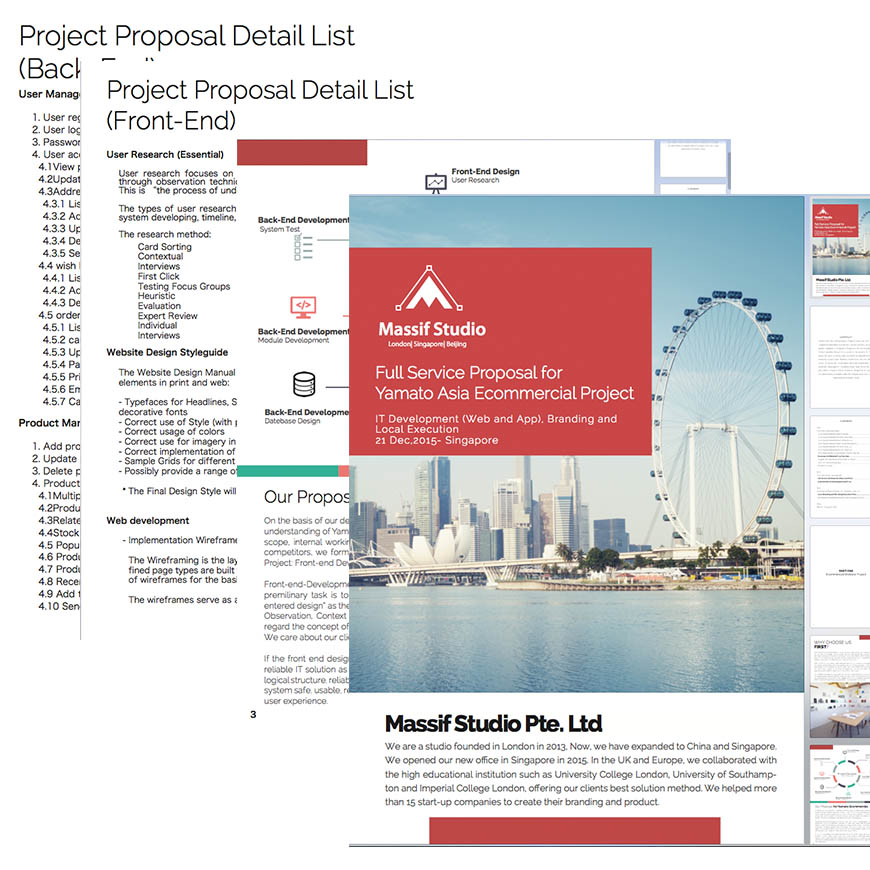 Project Proposal Detail List
(Back-End)
User Manag
1. User reg
2. User log
3. Passwor
4. User ac
4.1View p
4.2Updat
4.3Addre
4.3.1 Lis
4.3.2 Ac
4.3.3 Up
4.3.4 De
4.3.5 Se
4.4 wish l
4.4.1 Lis
4.4.2 Ac
4.4.3 De
4.5 order
4.5.1 Lis
4.5.2 ca
4.5.3 Up
4.5.4 Pa
4.5.5 Pri
4.5.6 Em
4.5.7 Ca
Product Mar
1. Add pro
2. Update
3. Delete p
4. Product
4.1Multip
4.2Produ
4.3Relate
4.4Stock
4.5 Popu
4.6 Produ
4.7 Produ
4.8 Recer
4.9 Add t
4.10 Sen
Project Proposal Detail List
(Front-End)
User Research (Essential)
User research focuses on
through observation techni
This is "the process of und
The types of user research
system developing, timeline,
The research method:
Card Sorting
Contextual
Interviews
First Click
Testing Focus Groups
Heuristic
Evaluation
Expert Review
Individual
Interviews
Website Design Styleguide
The Website Design Manual
elements in print and web:
- Typefaces for Headlines, S
decorative fonts
- Correct use of Style (with p
- Correct usage of colors
- Correct use for imagery in
- Correct implementation of
- Sample Grids for different
- Possibly provide a range o
* The Final Design Style will
Web development
- Implementation Wireframe
The Wireframing is the lay
fined page types are built
of wireframes for the basi
The wireframes serve as a
Front-End Design
User Research
Back-End Development
System Test
Back-End Development
Module Development
Back-End Developme
Datebase Design
Our Propos
On the basis of our de
understanding of Yam
scope, internal workin
competitors, we form
Project: Front-end De
Front-end-Developme
premilinary task is to
entered design" as the
Observation, Context
regard the concept of
We care about our clie
If the front end desig
reliable IT solution as
logical structure. reliab
system safe, usable, re
user experience.
3
Massif Studio
London| Singapore| Beijing
Full Service Proposal for
Yamato Asia Ecommercial Project
IT Development (Web and App), Branding and
Local Execution
21 Dec,2015- Singapore
Massif Studio Pte. Ltd
We are a studio founded in London in 2013. Now, we have expanded to China and Singapore.
We opened our new office in Singapore in 2015. In the UK and Europe, we collaborated with
the high educational institution such as University College London, University of Southamp-
ton and Imperial College London, offering our clients best solution method. We helped more
than 15 start-up companies to create their branding and product.
WHY CHOOSE US
FIRST?